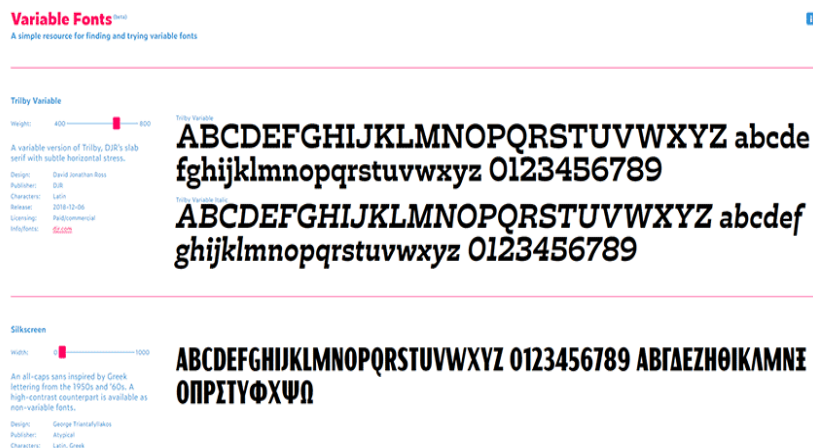 Variable Fonts (beta)
A simple resource for finding and trying variable fonts
Trilby Variable
Weight: 400 800
A variable version of Trilby, DJR's slab
serif with subtle horizontal stress.
Design: David Jonathan Ross
Publisher: DJR
Characters: Latin
Release: 2018-12-06
Licensing: Paid/commercial
Info/fonts: djr.com
Trilby Variable
ABCDEFGHIJKLMNOPQRSTUVWXYZ abcde
fghijklmnopqrstuvwxyz 0123456789
Trilby Variable Italic
ABCDEFGHIJKLMNOPQRSTUVWXYZ abcdef
ghijklmnopqrstuvwxyz 0123456789
Silkscreen
Width: 0 1000
An all-caps sans inspired by Greek
lettering from the 1950s and '60s. A
high-contrast counterpart is available as
non-variable fonts.
Design: George Triantafyllakos
Publisher: Atypical
Characters: Latin, Greek
ABCDEFGHIJKLMNOPQRSTUVWXYZ 0123456789 ΑΒΓΔΕΖΗΘΙΚΛΜΝΞ
ΟΠΡΣΤΥΦΧΨΩ